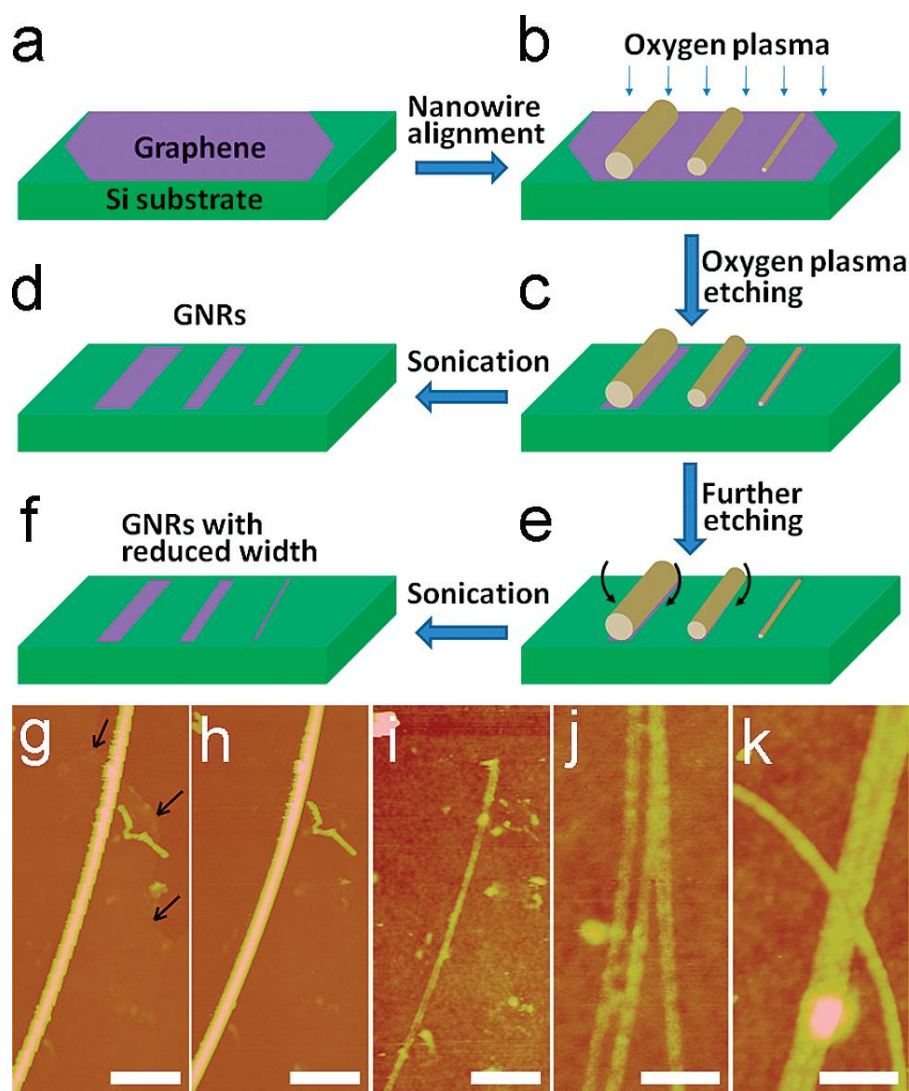 a
b
Oxygen plasma
Nanowire
alignment
Graphene
Si substrate
Oxygen plasma
etching
d
c
GNRs
Sonication
Further
etching
f
e
GNRs with
reduced width
Sonication
g
h
i
j
k